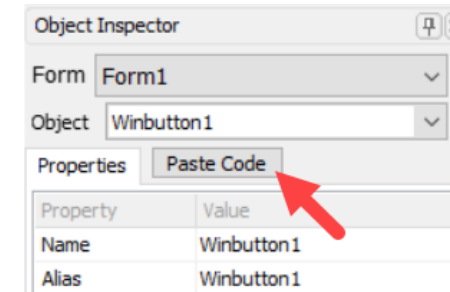 Object Inspector
Form Form1
Object Winbutton1
Properties Paste Code
Property Value
Name Winbutton1
Alias Winbutton1